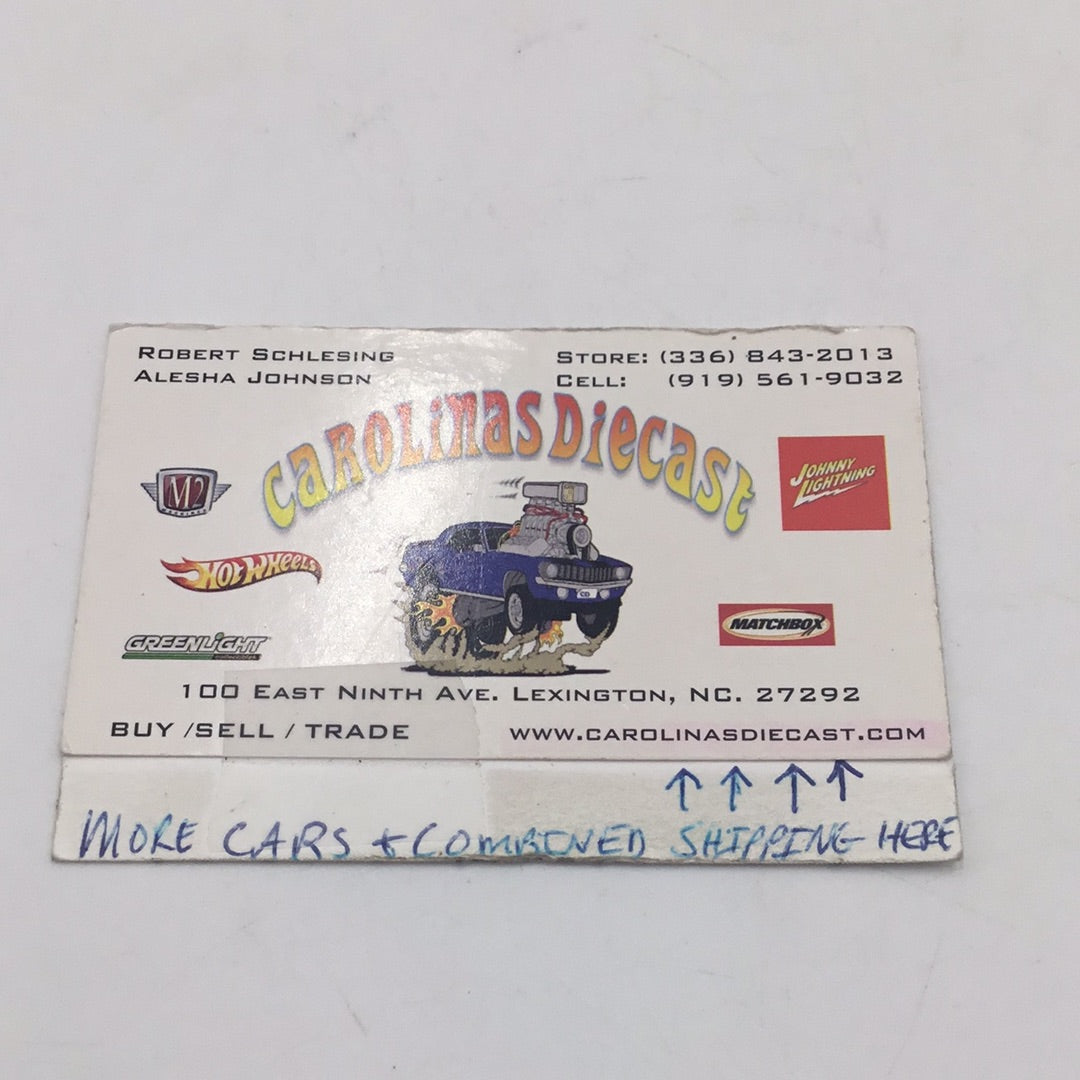 ROBERT SCHLESING
ALESHA JOHNSON
STORE: (336) 843-2013
CELL: (919) 561-9032
CAROLINAS DIECAST
M2
MACHINES
JOHNNY
LIGHTNING
HOT WHEELS
CD
GREENLIGHT
MATCHBOX
100 EAST NINTH AVE. LEXINGTON, NC. 27292
BUY /SELL / TRADE
WWW.CAROLINASDIECAST.COM
↑ ↑ ↑ ↑
MORE CARS + COMBINED SHIPPING HERE